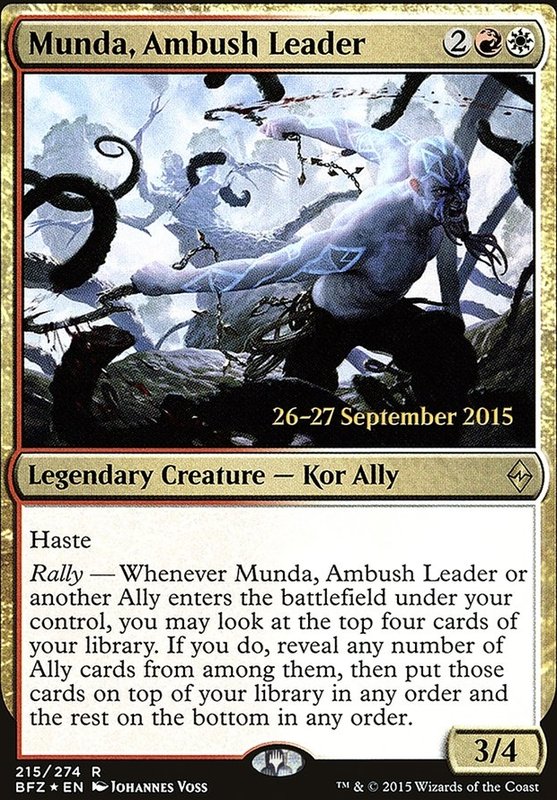 Munda, Ambush Leader 2
26–27 September 2015
Legendary Creature — Kor Ally
Haste
Rally — Whenever Munda, Ambush Leader or
another Ally enters the battlefield under your
control, you may look at the top four cards of
your library. If you do, reveal any number of
Ally cards from among them, then put those
cards on top of your library in any order and
the rest on the bottom in any order.
3/4
215/274 R
BFZ ★ EN Johannes Voss
™ & © 2015 Wizards of the Coast